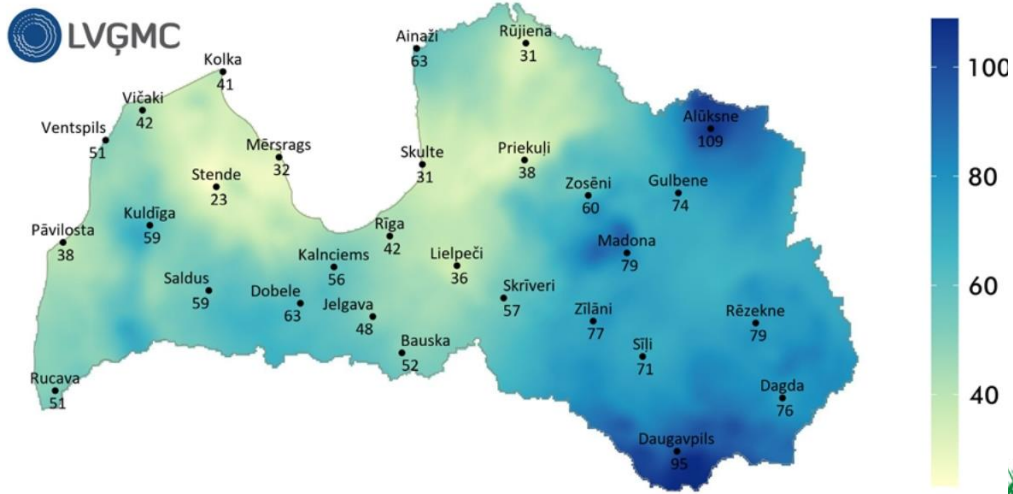 LVĢMC
Ainaži
63
Rūjiena
31
Kolka
41
Vičaki
42
Ventspils
51
Mērsrags
32
Stende
23
Skulte
31
Priekuļi
38
Alūksne
109
Zosēni
60
Gulbene
74
Kuldīga
59
Pāvilosta
38
Rīga
42
Kalnciems
56
Lielpeči
36
Madona
79
Saldus
59
Dobele
63
Jelgava
48
Skrīveri
57
Zīlāni
77
Rēzekne
79
Bauska
52
Sīļi
71
Rucava
51
Dagda
76
Daugavpils
95
100
80
60
40